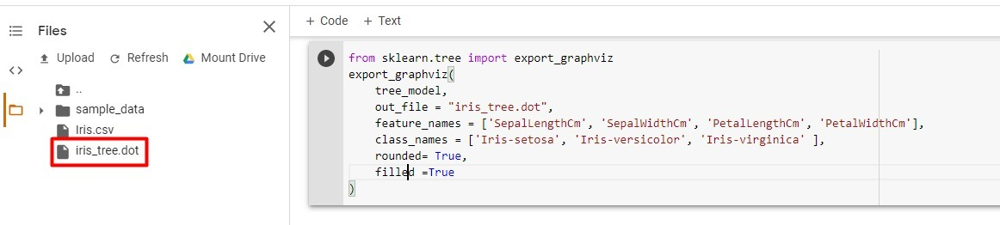 + Code + Text
Files
Upload Refresh Mount Drive
..
sample_data
Iris.csv
iris_tree.dot
from sklearn.tree import export_graphviz
export_graphviz(
    tree_model,
    out_file = "iris_tree.dot",
    feature_names = ['SepalLengthCm', 'SepalWidthCm', 'PetalLengthCm', 'PetalWidthCm'],
    class_names = ['Iris-setosa', 'Iris-versicolor', 'Iris-virginica' ],
    rounded= True,
    filled =True
)